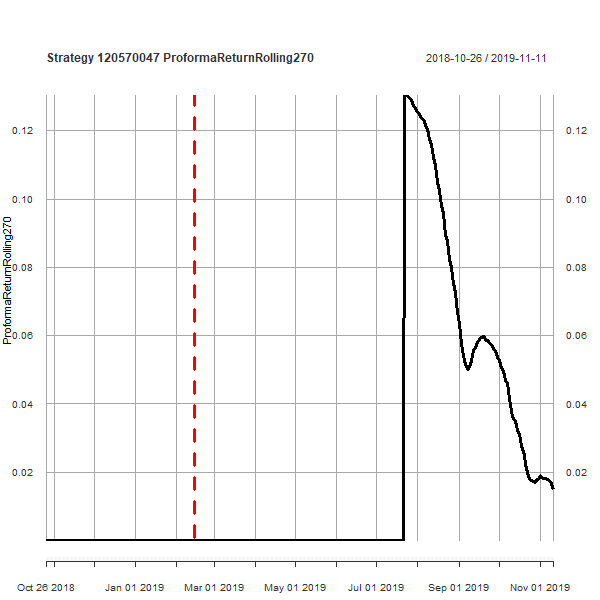 Strategy 120570047 ProformaReturnRolling270
2018-10-26 / 2019-11-11
0.12 0.12
0.10 0.10
ProformaReturnRolling270
0.08 0.08
0.06 0.06
0.04 0.04
0.02 0.02
Oct 26 2018 Jan 01 2019 Mar 01 2019 May 01 2019 Jul 01 2019 Sep 01 2019 Nov 01 2019